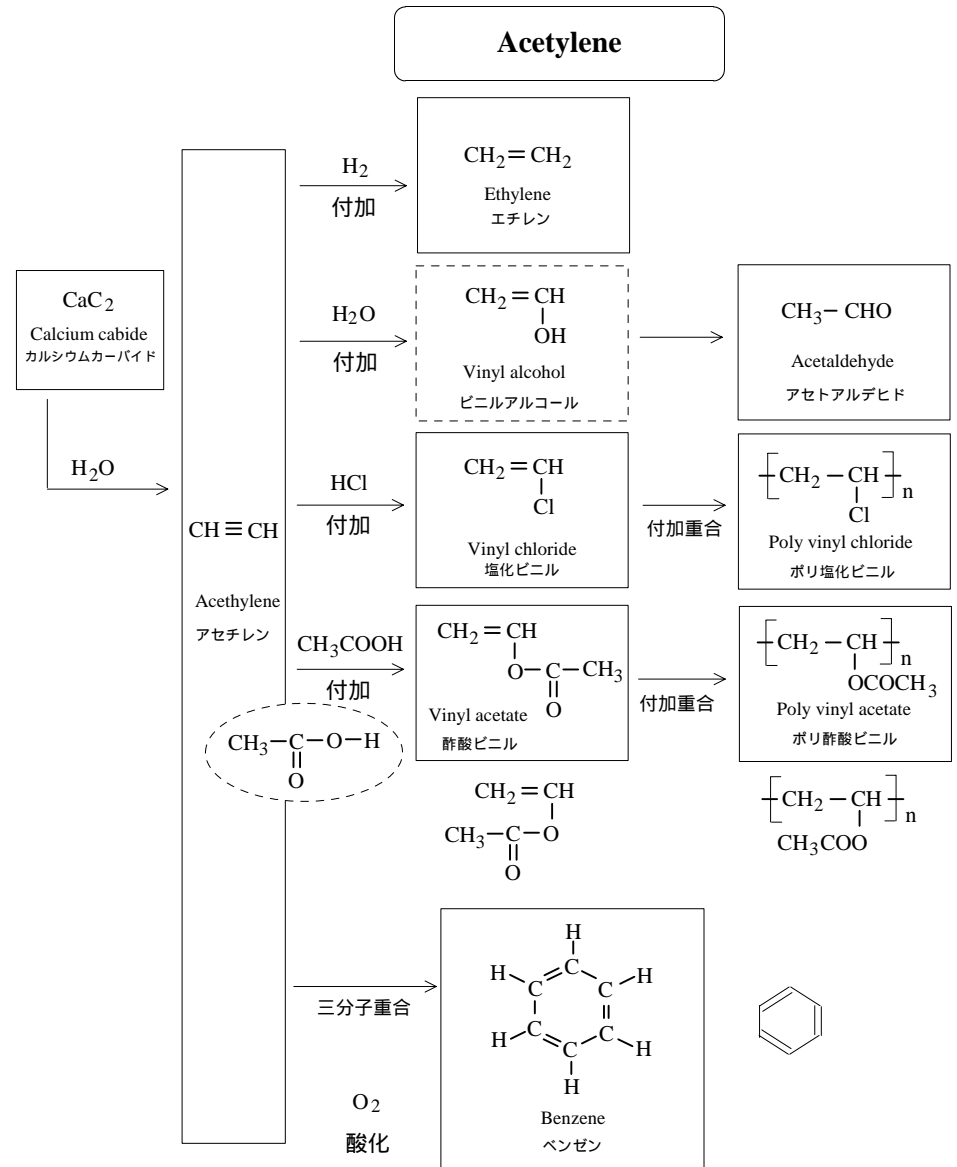 Acetylene
CaC2
Calcium cabide
カルシウムカーバイド
H2O
CH≡CH
Acethylene
アセチレン
H2
付加
CH2=CH2
Ethylene
エチレン
H2O
付加
CH2=CH
OH
Vinyl alcohol
ビニルアルコール
CH3− CHO
Acetaldehyde
アセトアルデヒド
HCl
付加
CH2=CH
Cl
Vinyl chloride
塩化ビニル
付加重合
[CH2−CH]n
Cl
Poly vinyl chloride
ポリ塩化ビニル
CH3COOH
付加
CH3−C−O−H
O
CH2=CH
O−C−CH3
O
Vinyl acetate
酢酸ビニル
付加重合
[CH2−CH]n
OCOCH3
Poly vinyl acetate
ポリ酢酸ビニル
CH2=CH
CH3−C−O
O
[CH2−CH]n
CH3COO
三分子重合
H
H C H
C C
C C
H C H
H
Benzene
ベンゼン
O2
酸化